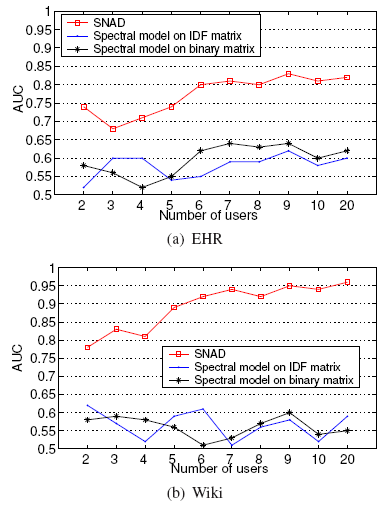 1
0.95
0.9
0.85
0.8
0.75
0.7
0.65
0.6
0.55
0.5
AUC
SNAD
Spectral model on IDF matrix
Spectral model on binary matrix
2 3 4 5 6 7 8 9 10 20
Number of users
(a) EHR
1
0.95
0.9
0.85
0.8
0.75
0.7
0.65
0.6
0.55
0.5
AUC
SNAD
Spectral model on IDF matrix
Spectral model on binary matrix
2 3 4 5 6 7 8 9 10 20
Number of users
(b) Wiki